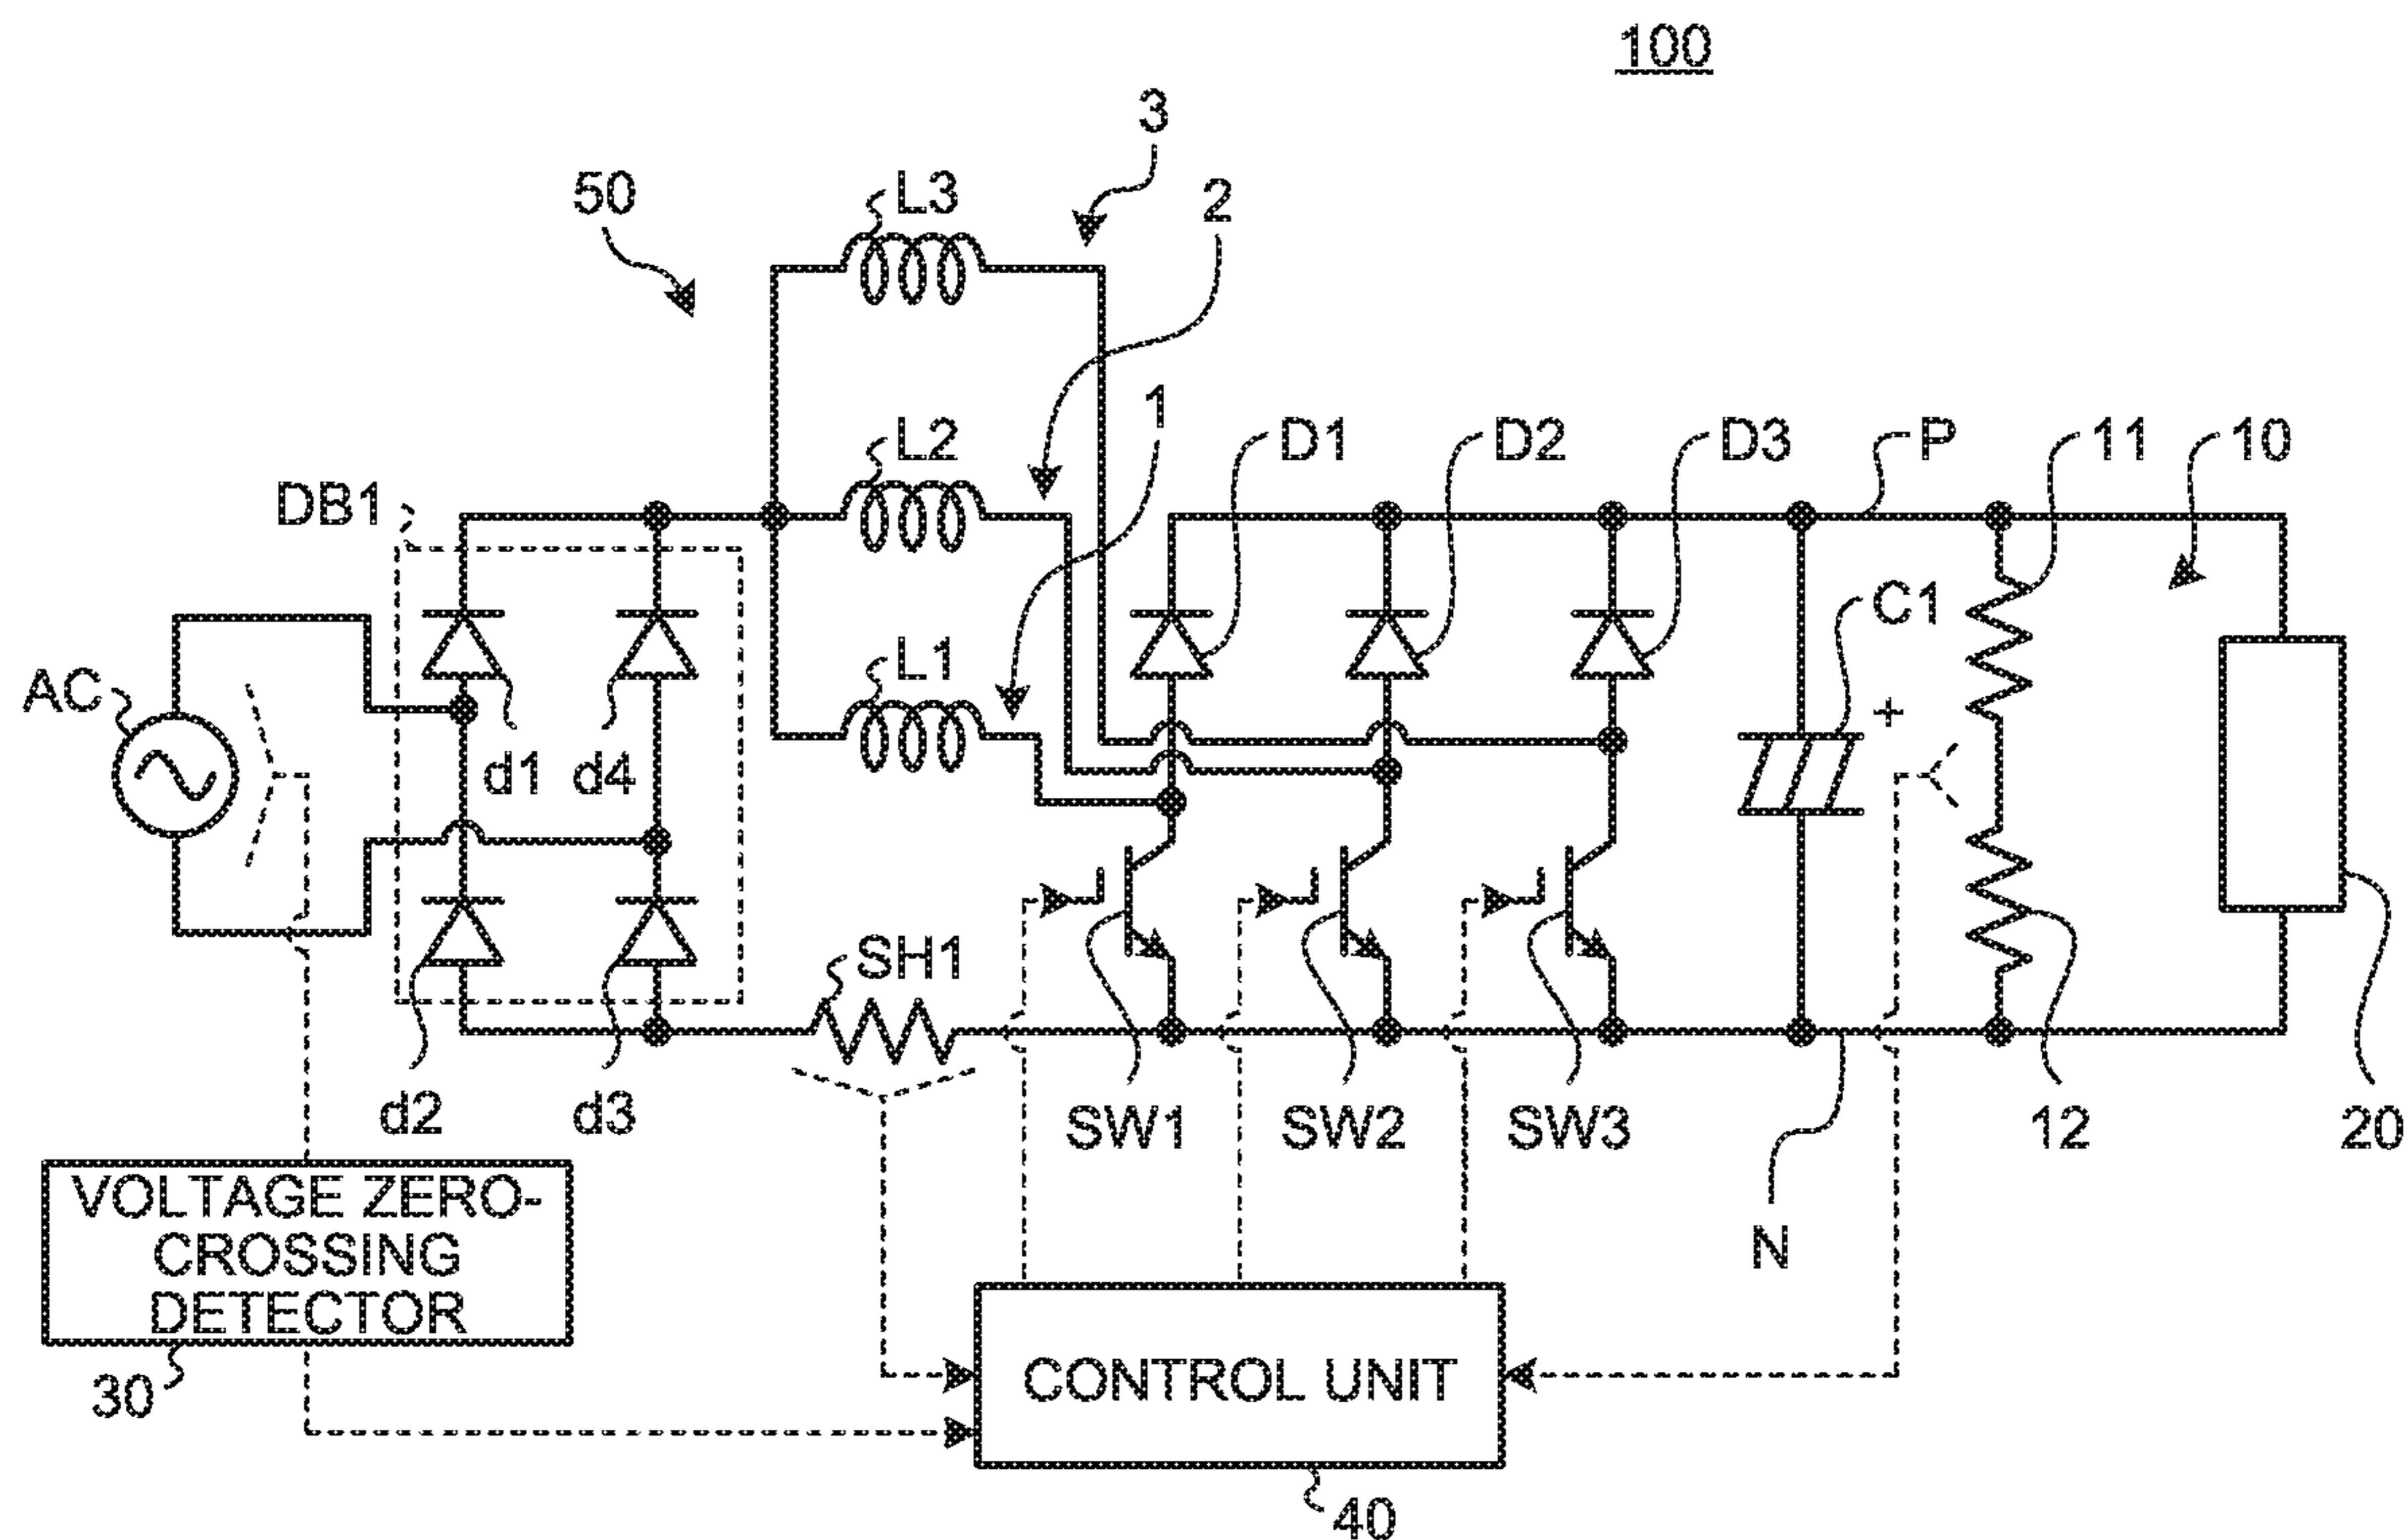 100
3
50
L3
2
1
DB1
L2
D1
D2
D3
P
11
10
L1
C1
AC
+
d1
d4
SH1
d2
d3
SW1
SW2
SW3
12
20
VOLTAGE ZERO-
CROSSING
DETECTOR
N
30
CONTROL UNIT
40